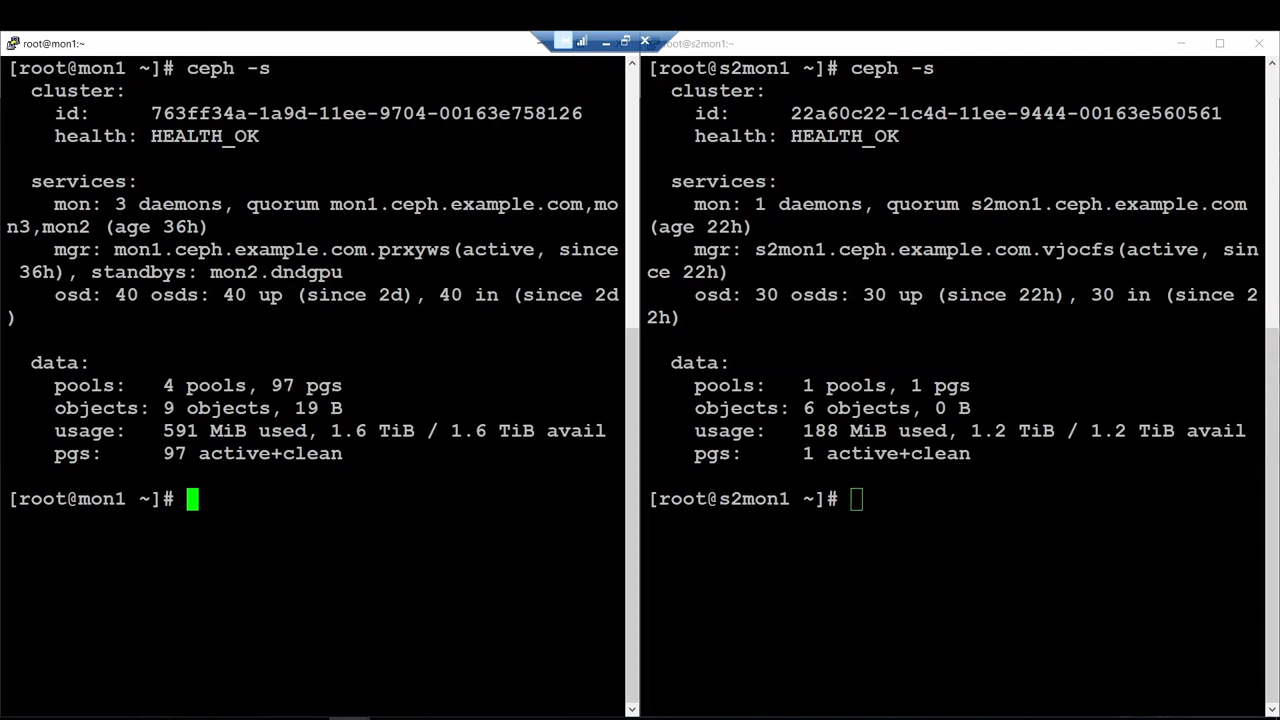 root@mon1:~
[root@mon1 ~]# ceph -s
cluster:
id: 763ff34a-1a9d-11ee-9704-00163e758126
health: HEALTH_OK
services:
mon: 3 daemons, quorum mon1.ceph.example.com,mo
n3,mon2 (age 36h)
mgr: mon1.ceph.example.com.prxyws(active, since
36h), standbys: mon2.dndgpu
osd: 40 osds: 40 up (since 2d), 40 in (since 2d
)
data:
pools: 4 pools, 97 pgs
objects: 9 objects, 19 B
usage: 591 MiB used, 1.6 TiB / 1.6 TiB avail
pgs: 97 active+clean
[root@mon1 ~]#
root@s2mon1:~
[root@s2mon1 ~]# ceph -s
cluster:
id: 22a60c22-1c4d-11ee-9444-00163e560561
health: HEALTH_OK
services:
mon: 1 daemons, quorum s2mon1.ceph.example.com
(age 22h)
mgr: s2mon1.ceph.example.com.vjocfs(active, sin
ce 22h)
osd: 30 osds: 30 up (since 22h), 30 in (since 2
2h)
data:
pools: 1 pools, 1 pgs
objects: 6 objects, 0 B
usage: 188 MiB used, 1.2 TiB / 1.2 TiB avail
pgs: 1 active+clean
[root@s2mon1 ~]#